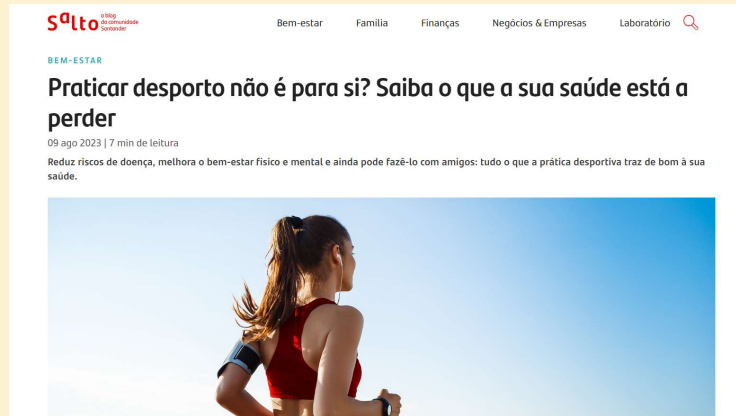 Salto o blog da comunidade Santander
Bem-estar Família Finanças Negócios & Empresas Laboratório
BEM-ESTAR
Praticar desporto não é para si? Saiba o que a sua saúde está a
perder
09 ago 2023 | 7 min de leitura
Reduz riscos de doença, melhora o bem-estar físico e mental e ainda pode fazê-lo com amigos: tudo o que a prática desportiva traz de bom à sua
saúde.